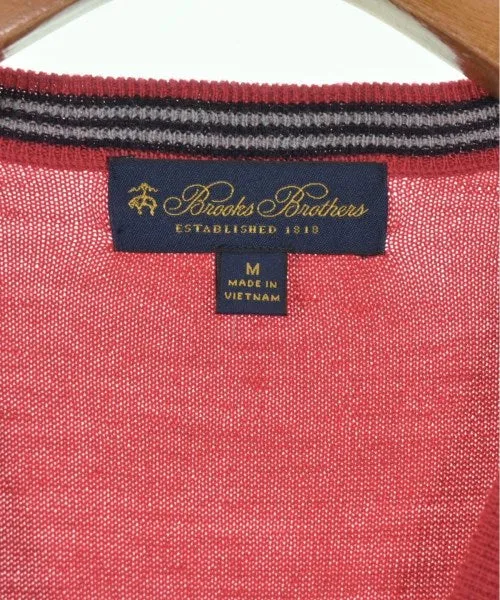 Brooks Brothers
ESTABLISHED 1818
M
MADE IN
VIETNAM